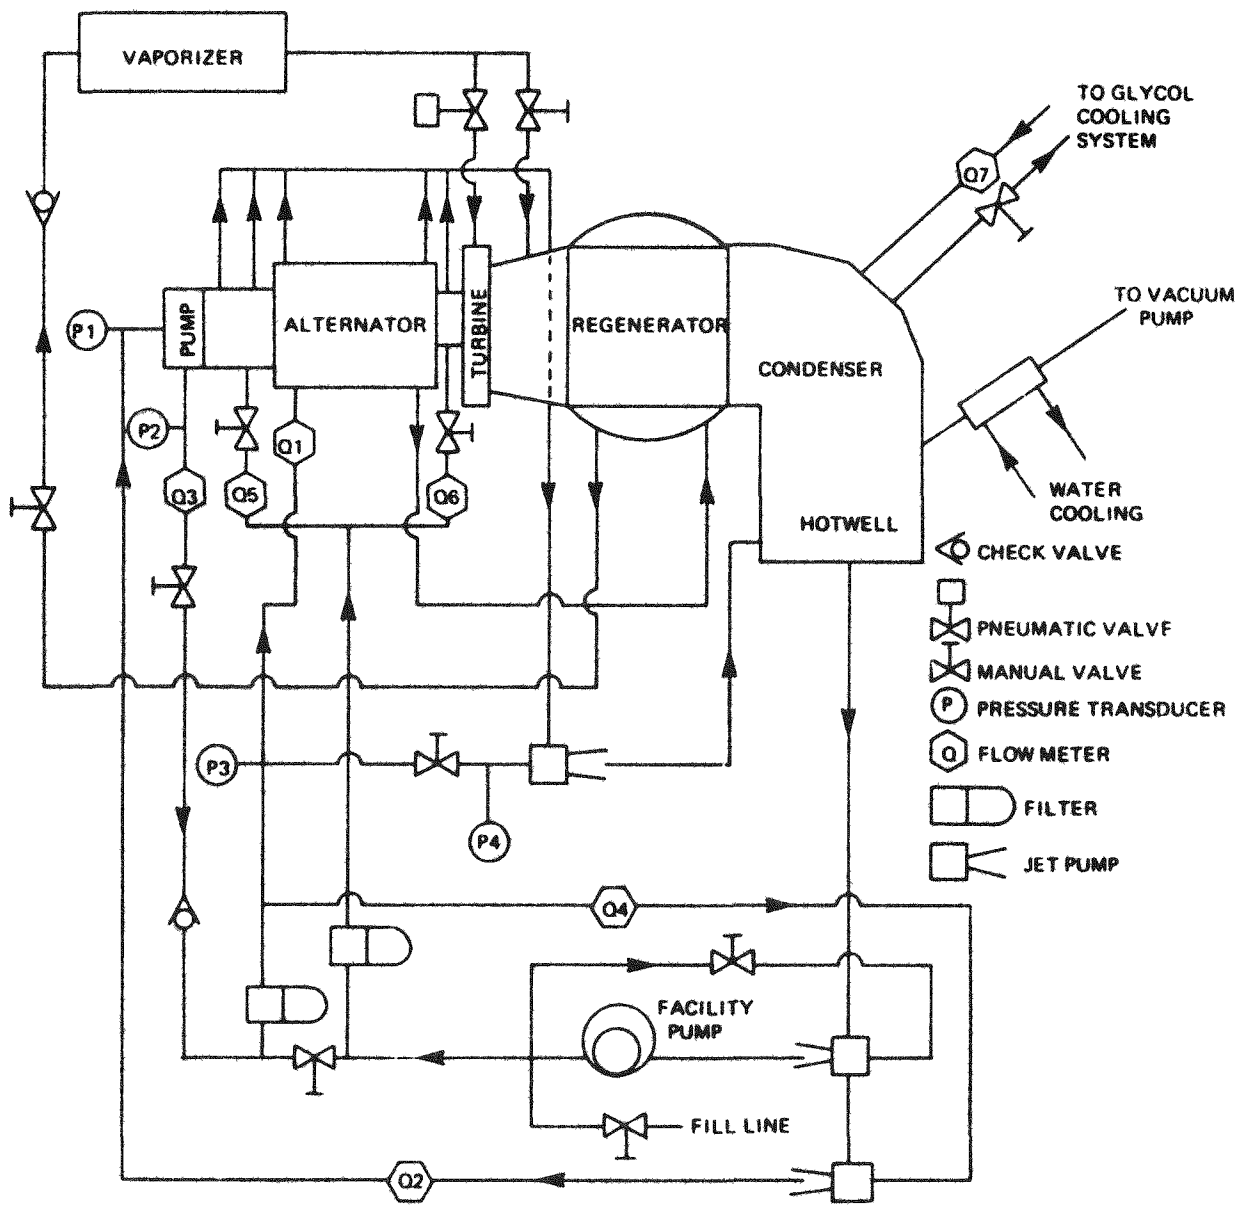 VAPORIZER
TO GLYCOL
COOLING
SYSTEM
Q7
TO VACUUM
PUMP
P1
PUMP
ALTERNATOR
TURBINE
REGENERATOR
CONDENSER
P2
Q1
Q3
Q5
Q6
WATER
COOLING
HOTWELL
CHECK VALVE
PNEUMATIC VALVE
MANUAL VALVE
P
PRESSURE TRANSDUCER
Q
FLOW METER
P3
P4
FILTER
JET PUMP
Q4
FACILITY
PUMP
FILL LINE
Q2